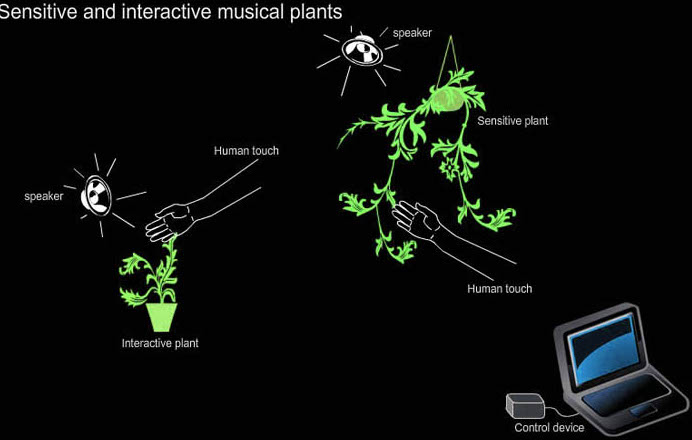 Sensitive and interactive musical plants
speaker
Sensitive plant
Human touch
speaker
Human touch
Interactive plant
Control device